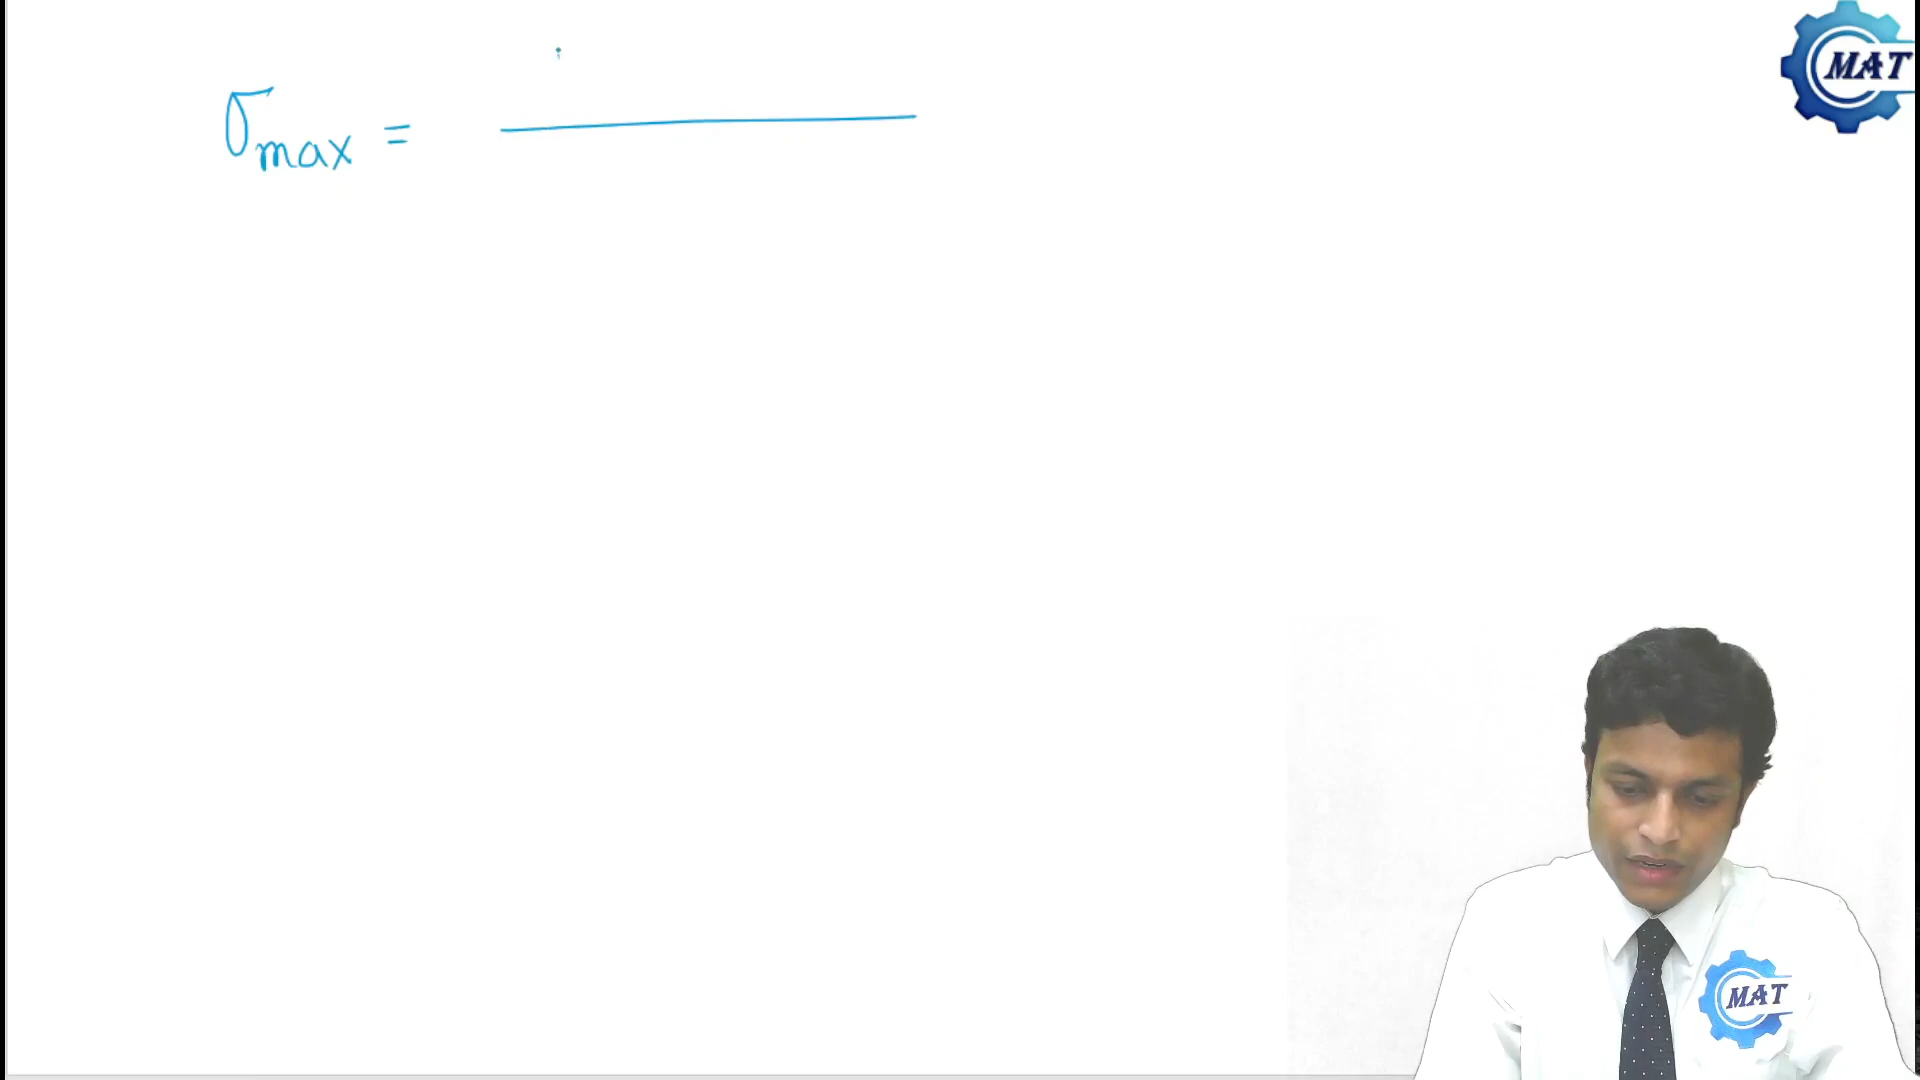 σmax =
MAT
MAT